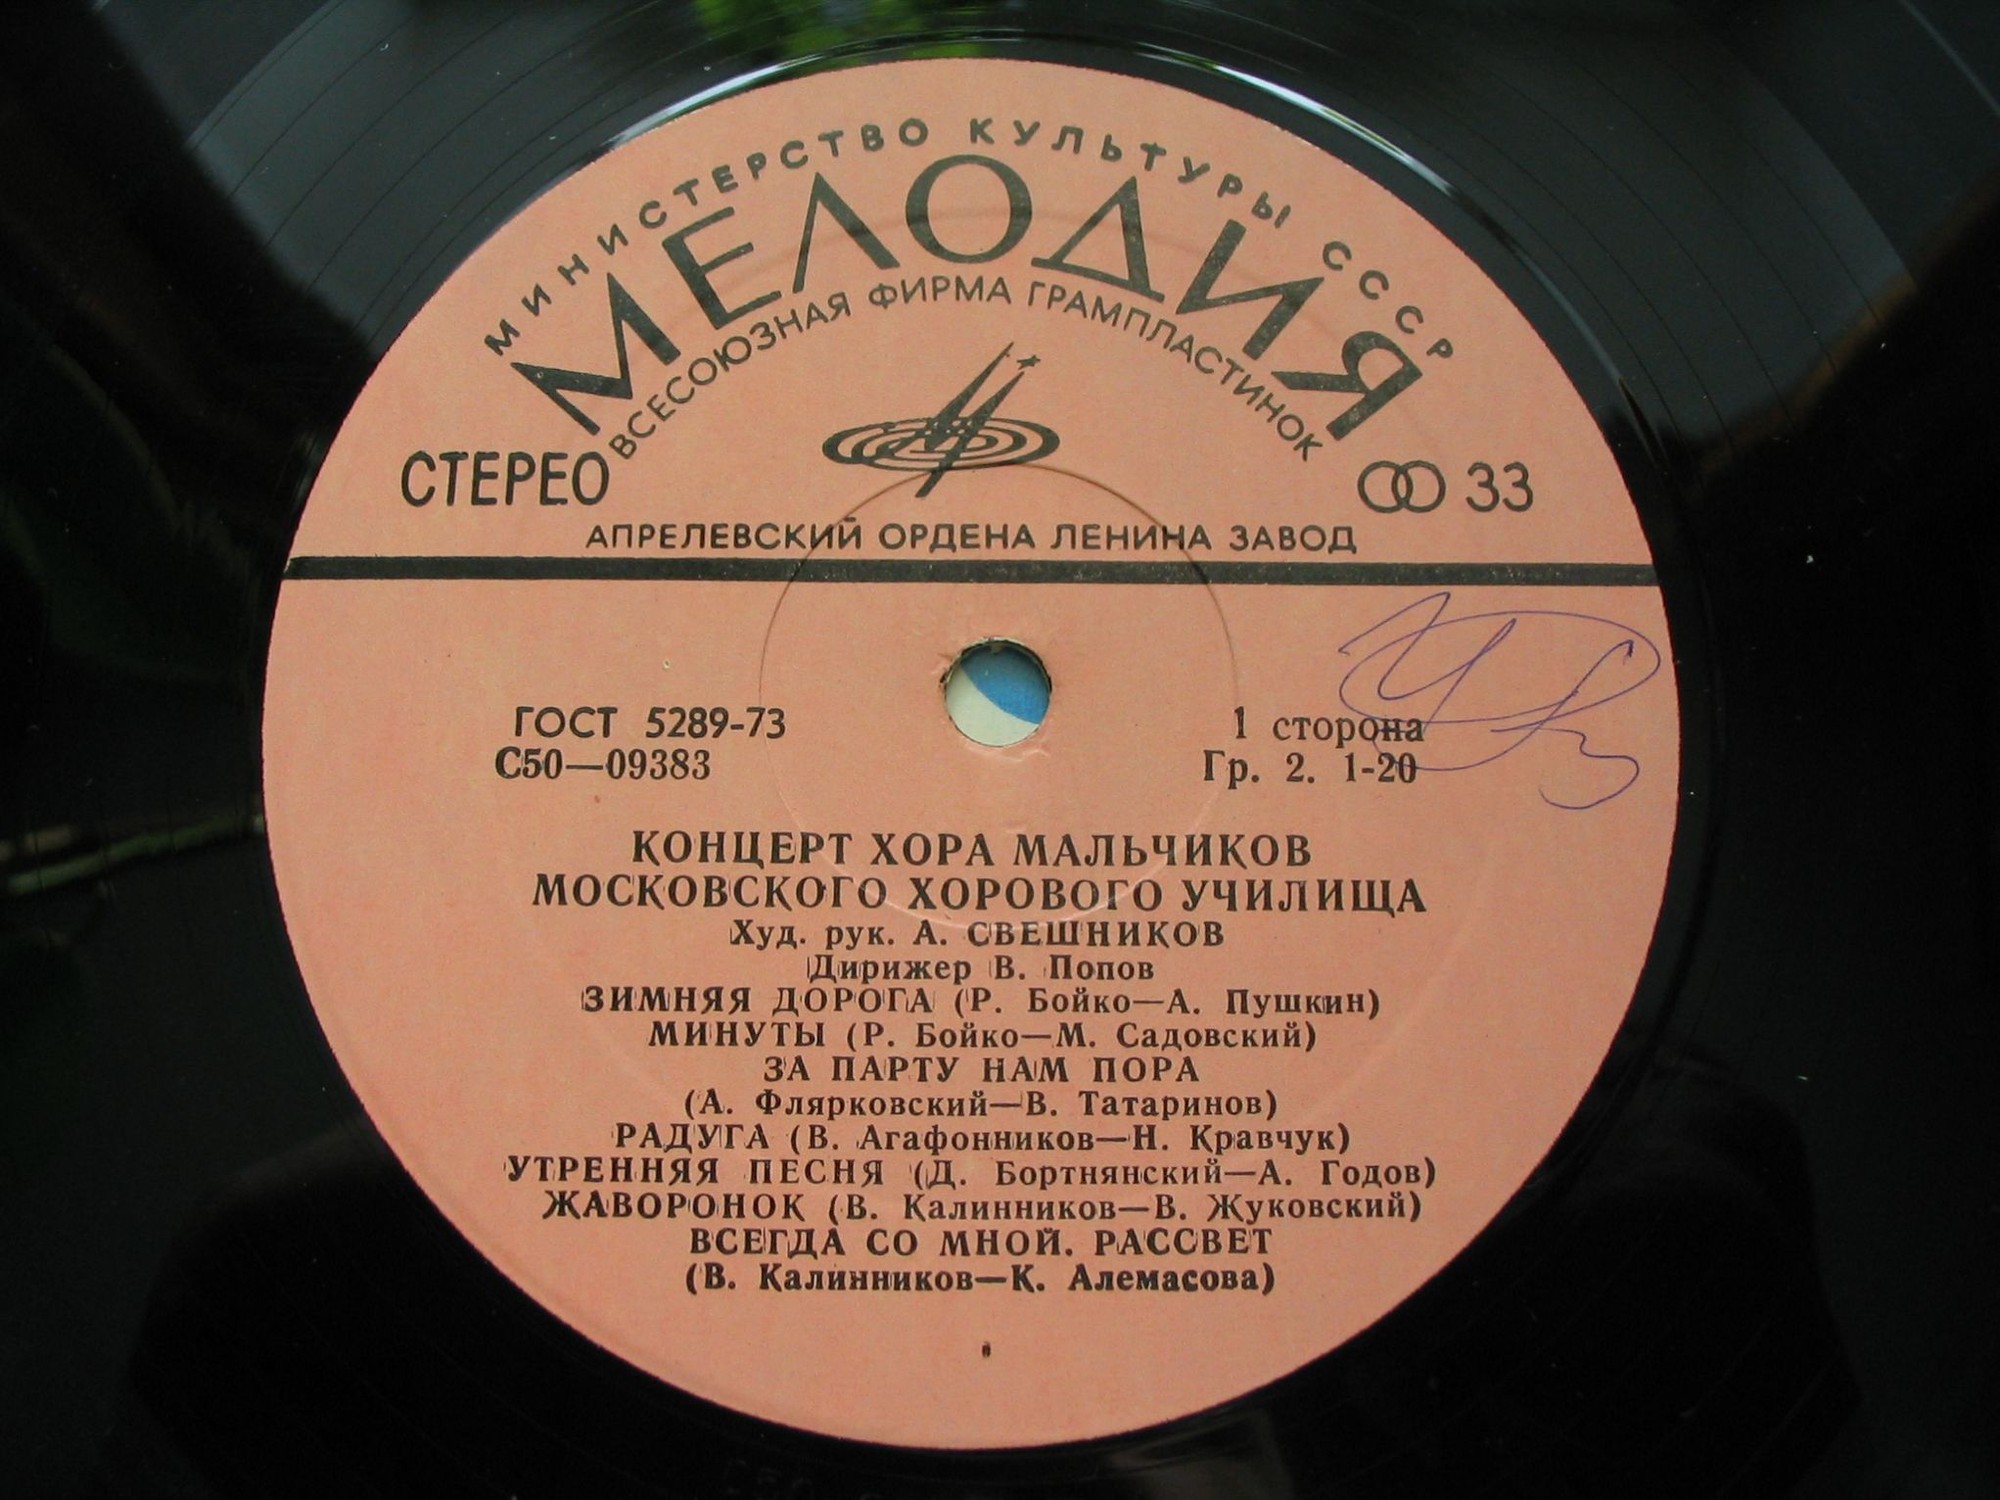 МИНИСТЕРСТВО КУЛЬТУРЫ СССР
МЕЛОДИЯ
ВСЕСОЮЗНАЯ ФИРМА ГРАМПЛАСТИНОК
СТЕРЕО
33
АПРЕЛЕВСКИЙ ОРДЕНА ЛЕНИНА ЗАВОД
ГОСТ 5289-73
С50—09383
1 сторона
Гр. 2. 1-20
КОНЦЕРТ ХОРА МАЛЬЧИКОВ
МОСКОВСКОГО ХОРОВОГО УЧИЛИЩА
Худ. рук. А. СВЕШНИКОВ
Дирижер В. Попов
ЗИМНЯЯ ДОРОГА (Р. Бойко—А. Пушкин)
МИНУТЫ (Р. Бойко—М. Садовский)
ЗА ПАРТУ НАМ ПОРА
(А. Флярковский—В. Татаринов)
РАДУГА (В. Агафонников—Н. Кравчук)
УТРЕННЯЯ ПЕСНЯ (Д. Бортнянский—А. Годов)
ЖАВОРОНОК (В. Калинников—В. Жуковский)
ВСЕГДА СО МНОЙ. РАССВЕТ
(В. Калинников—К. Алемасова)